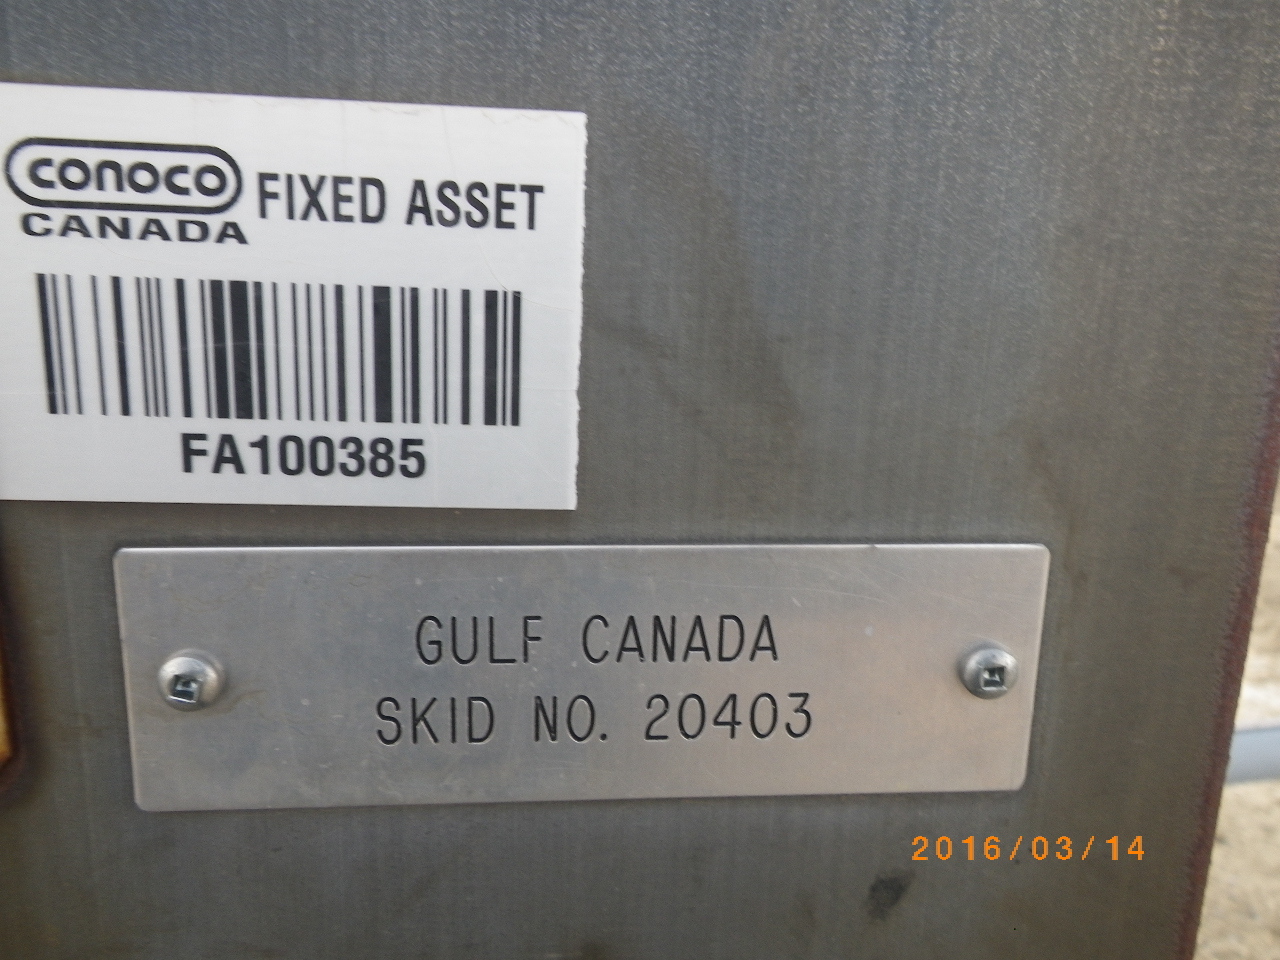 CONOCO
CANADA
FIXED ASSET
FA100385
GULF CANADA
SKID NO. 20403
2016/03/14